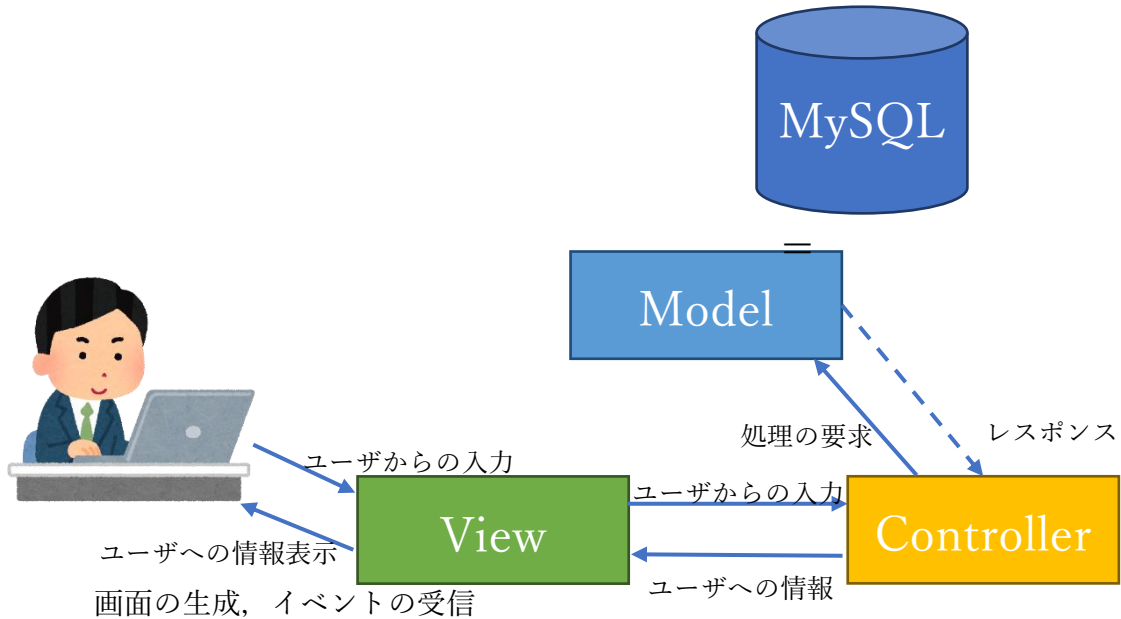 MySQL
Model
処理の要求
レスポンス
ユーザからの入力
ユーザからの入力
View
Controller
ユーザへの情報表示
ユーザへの情報
画面の生成，イベントの受信